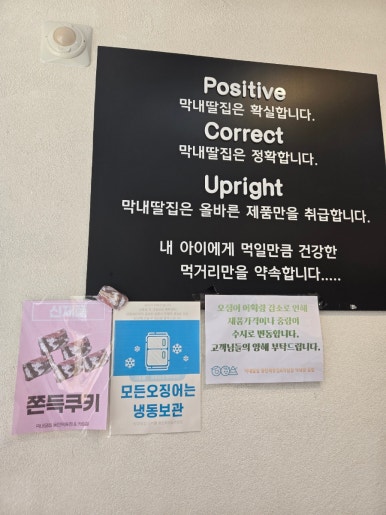 Positive
막내딸집은 확실합니다.
Correct
막내딸집은 정확합니다.
Upright
막내딸집은 올바른 제품만을 취급합니다.
내 아이에게 먹일만큼 건강한
먹거리만을 약속합니다.....
신제품
쫀득쿠키
모든오징어는
냉동보관
오징어 어획량 감소로 인해
제품가격이나 중량이
수시로 변동됩니다.
고객님들의 양해 부탁드립니다.